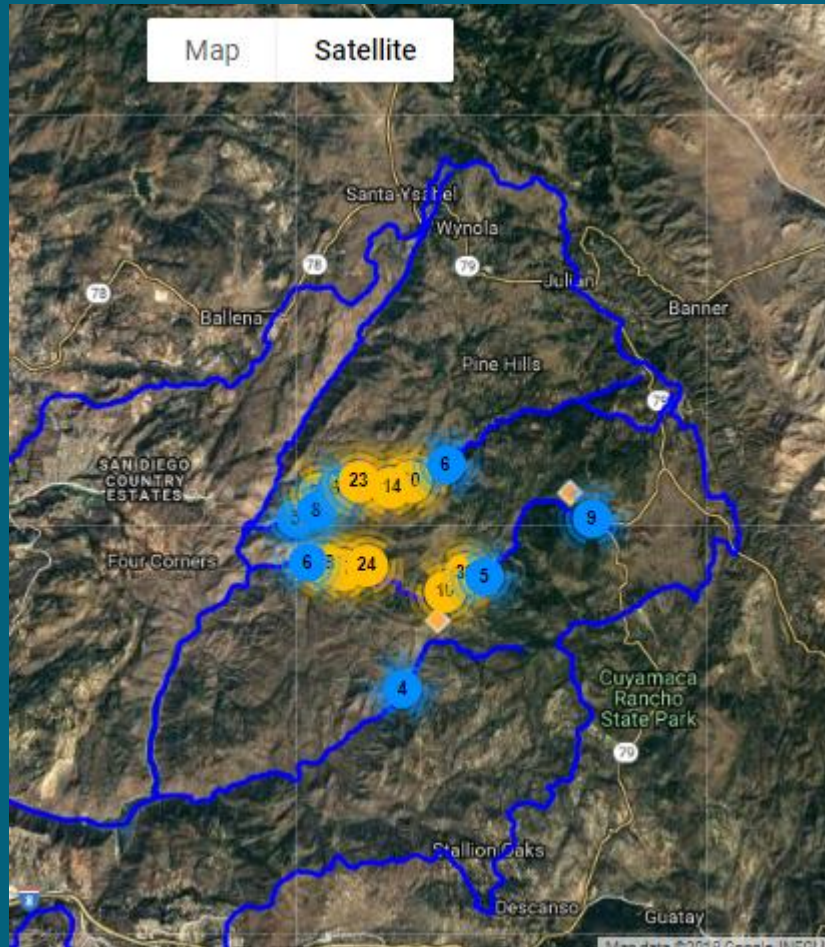 Map Satellite
Santa Ysabel
Wynola
78
79
78
Julian
Ballena
Banner
Pine Hills
79
SAN DIEGO
COUNTRY
ESTATES
6
23
14
0
8
9
Four Corners
6
24
5
4
Cuyamaca
Rancho
State Park
79
Stallion Oaks
8
Descanso
Guatay